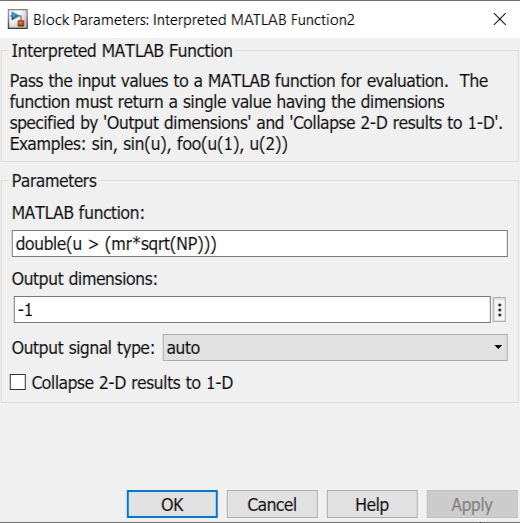 Block Parameters: Interpreted MATLAB Function2
Interpreted MATLAB Function
Pass the input values to a MATLAB function for evaluation. The
function must return a single value having the dimensions
specified by 'Output dimensions' and 'Collapse 2-D results to 1-D'.
Examples: sin, sin(u), foo(u(1), u(2))
Parameters
MATLAB function:
double(u > (mr*sqrt(NP)))
Output dimensions:
-1
Output signal type: auto
Collapse 2-D results to 1-D
OK Cancel Help Apply